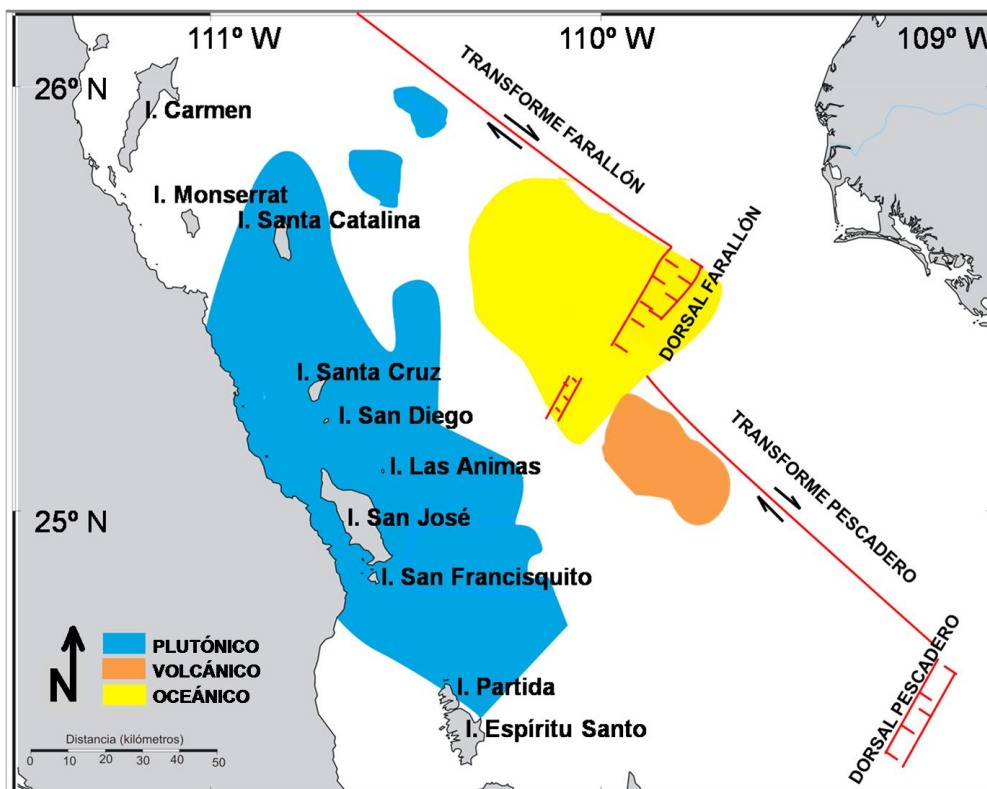 111º W
110º W
109º W
26º N
TRANSFORME FARALLÓN
I. Carmen
I. Monserrat
I. Santa Catalina
DORSAL FARALLÓN
I. Santa Cruz
I. San Diego
I. Las Animas
TRANSFORME PESCADERO
25º N
I. San José
I. San Francisquito
N
PLUTÓNICO
VOLCÁNICO
OCEÁNICO
I. Partida
I. Espíritu Santo
DORSAL PESCADERO
Distancia (kilómetros)
0 10 20 30 40 50